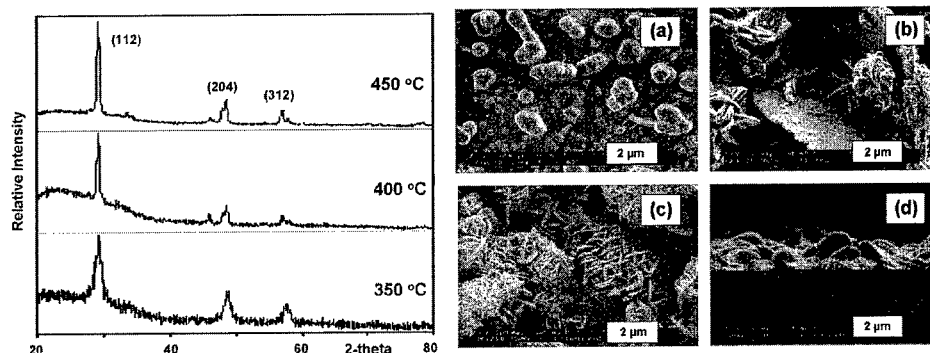 Relative Intensity
(112)
(204)
(312)
450 °C
400 °C
350 °C
20
40
60
2-theta
80
(a)
2 µm
(b)
2 µm
(c)
2 µm
(d)
2 µm